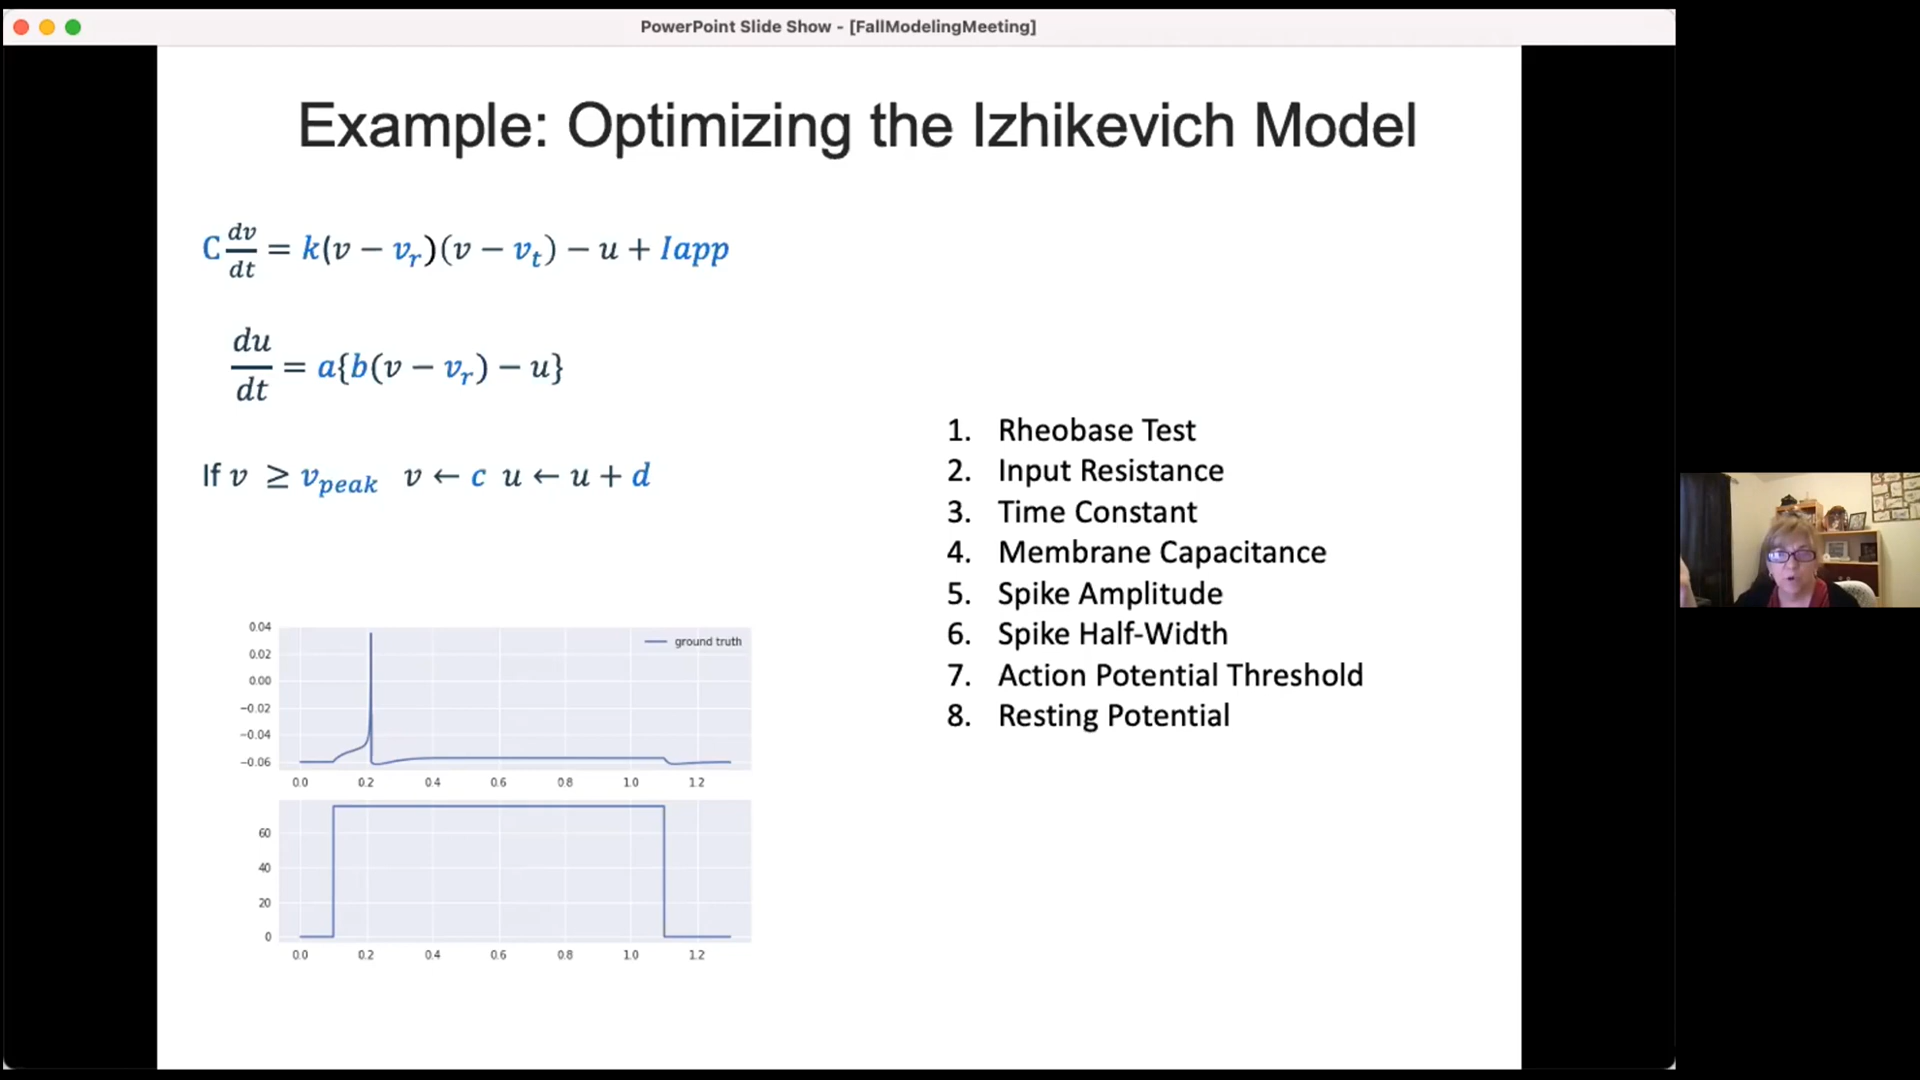 PowerPoint Slide Show - [FallModelingMeeting]
Example: Optimizing the Izhikevich Model
C dv/dt = k(v − v_r)(v − v_t) − u + Iapp
du/dt = a{b(v − v_r) − u}
If v ≥ v_peak v ← c u ← u + d
1. Rheobase Test
2. Input Resistance
3. Time Constant
4. Membrane Capacitance
5. Spike Amplitude
6. Spike Half-Width
7. Action Potential Threshold
8. Resting Potential
ground truth
0.04
0.02
0.00
−0.02
−0.04
−0.06
0.0 0.2 0.4 0.6 0.8 1.0 1.2
60
40
20
0
0.0 0.2 0.4 0.6 0.8 1.0 1.2